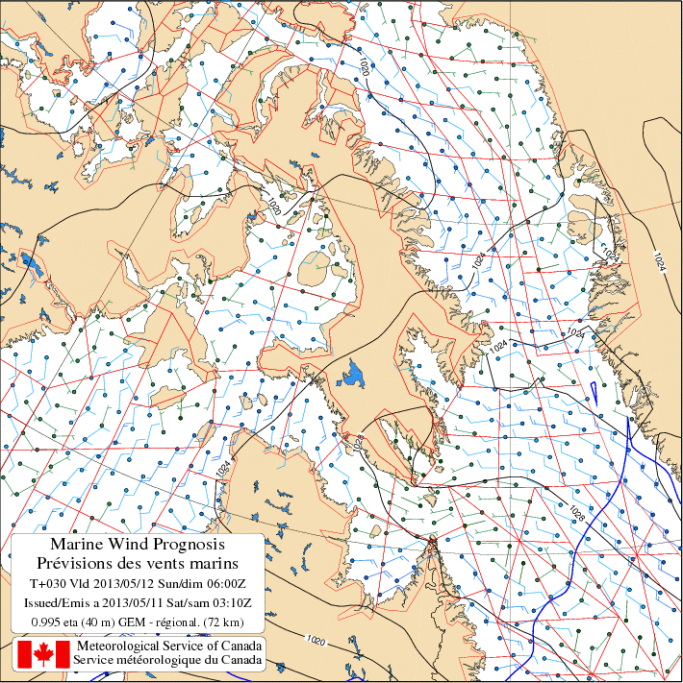 1020
1020
1024
1024
1024
1024
1028
1024
1028
Marine Wind Prognosis
Prévisions des vents marins
T+030 Vld 2013/05/12 Sun/dim 06:00Z
Issued/Emis a 2013/05/11 Sat/sam 03:10Z
0.995 eta (40 m) GEM - régional. (72 km)
1020
Meteorological Service of Canada
Service météorologique du Canada